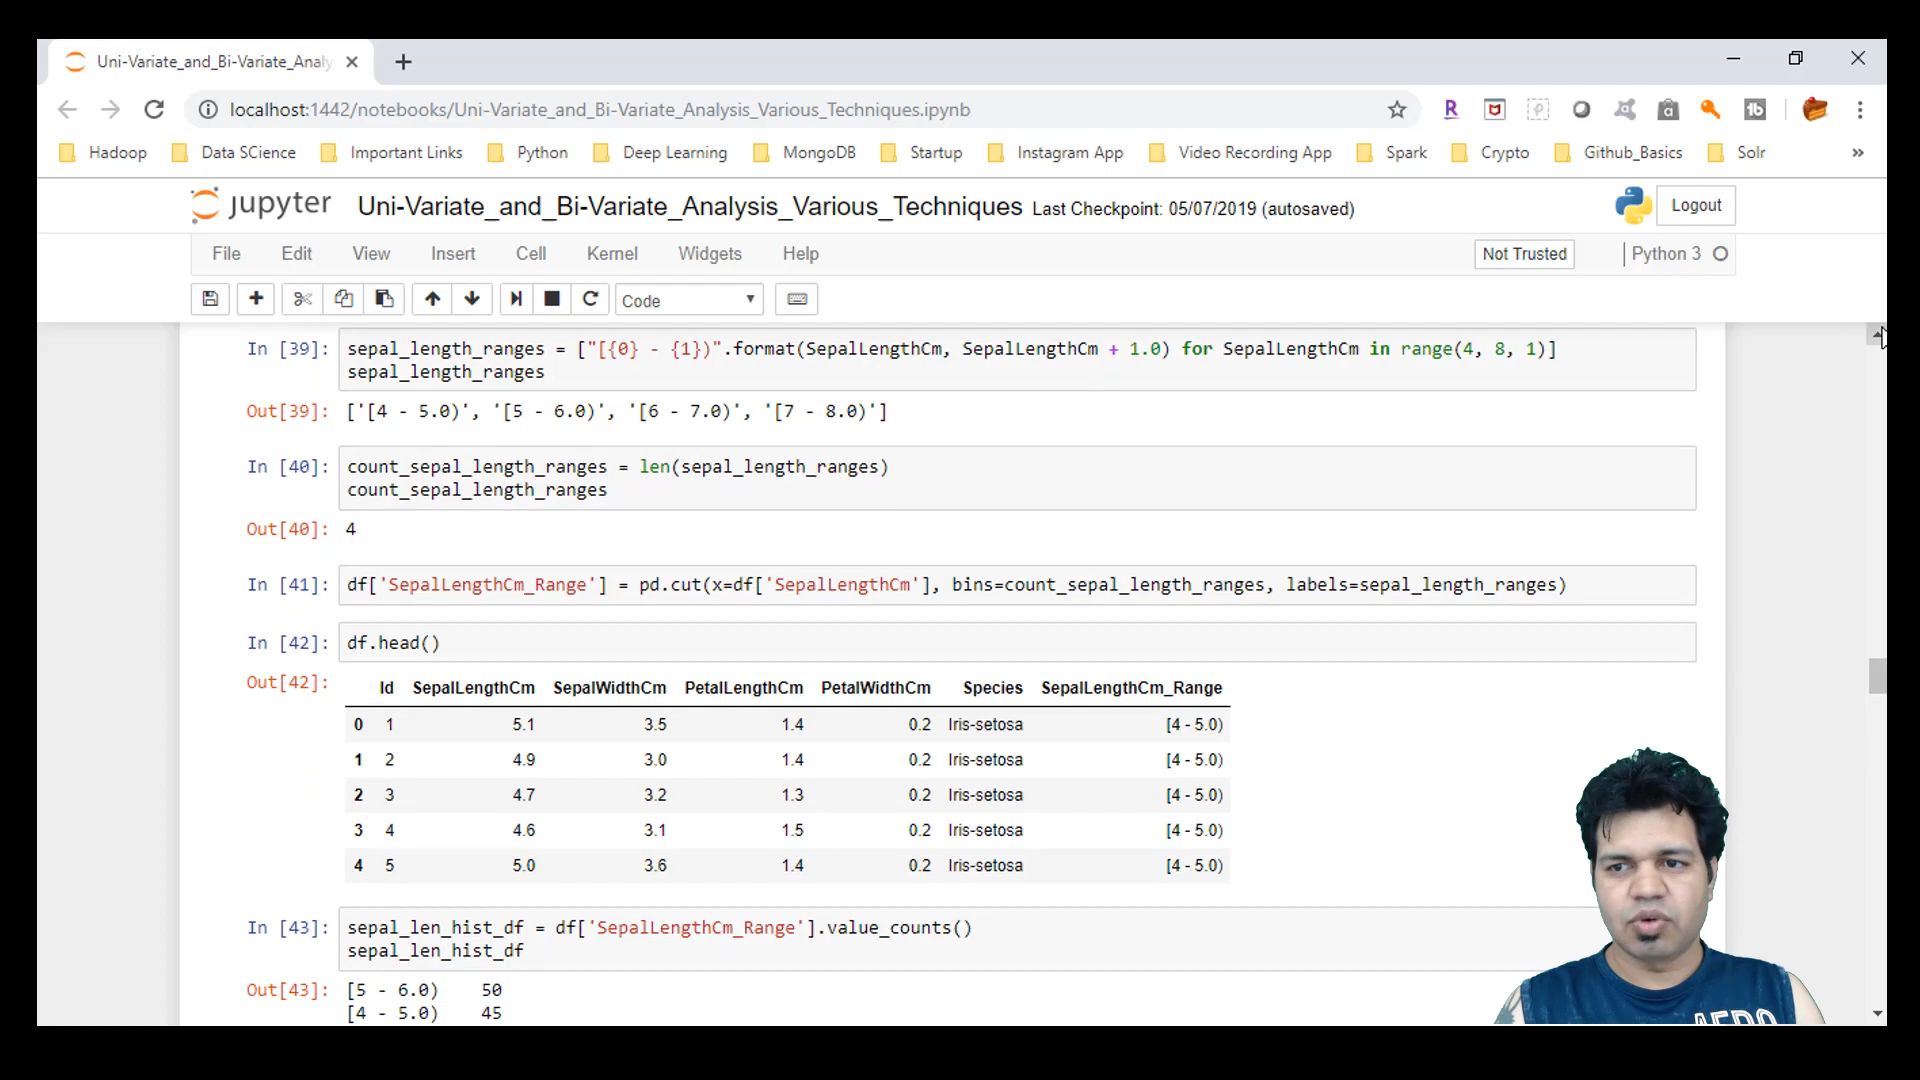 Uni-Variate_and_Bi-Variate_Analy
localhost:1442/notebooks/Uni-Variate_and_Bi-Variate_Analysis_Various_Techniques.ipynb
Hadoop Data SCience Important Links Python Deep Learning MongoDB Startup Instagram App Video Recording App Spark Crypto Github_Basics Solr »
jupyter Uni-Variate_and_Bi-Variate_Analysis_Various_Techniques Last Checkpoint: 05/07/2019 (autosaved) Logout
File Edit View Insert Cell Kernel Widgets Help Not Trusted Python 3
Code
In [39]: sepal_length_ranges = ["[{0} - {1})".format(SepalLengthCm, SepalLengthCm + 1.0) for SepalLengthCm in range(4, 8, 1)]
sepal_length_ranges
Out[39]: ['[4 - 5.0)', '[5 - 6.0)', '[6 - 7.0)', '[7 - 8.0)']
In [40]: count_sepal_length_ranges = len(sepal_length_ranges)
count_sepal_length_ranges
Out[40]: 4
In [41]: df['SepalLengthCm_Range'] = pd.cut(x=df['SepalLengthCm'], bins=count_sepal_length_ranges, labels=sepal_length_ranges)
In [42]: df.head()
Out[42]:
Id SepalLengthCm SepalWidthCm PetalLengthCm PetalWidthCm Species SepalLengthCm_Range
0 1 5.1 3.5 1.4 0.2 Iris-setosa [4 - 5.0)
1 2 4.9 3.0 1.4 0.2 Iris-setosa [4 - 5.0)
2 3 4.7 3.2 1.3 0.2 Iris-setosa [4 - 5.0)
3 4 4.6 3.1 1.5 0.2 Iris-setosa [4 - 5.0)
4 5 5.0 3.6 1.4 0.2 Iris-setosa [4 - 5.0)
In [43]: sepal_len_hist_df = df['SepalLengthCm_Range'].value_counts()
sepal_len_hist_df
Out[43]: [5 - 6.0) 50
[4 - 5.0) 45